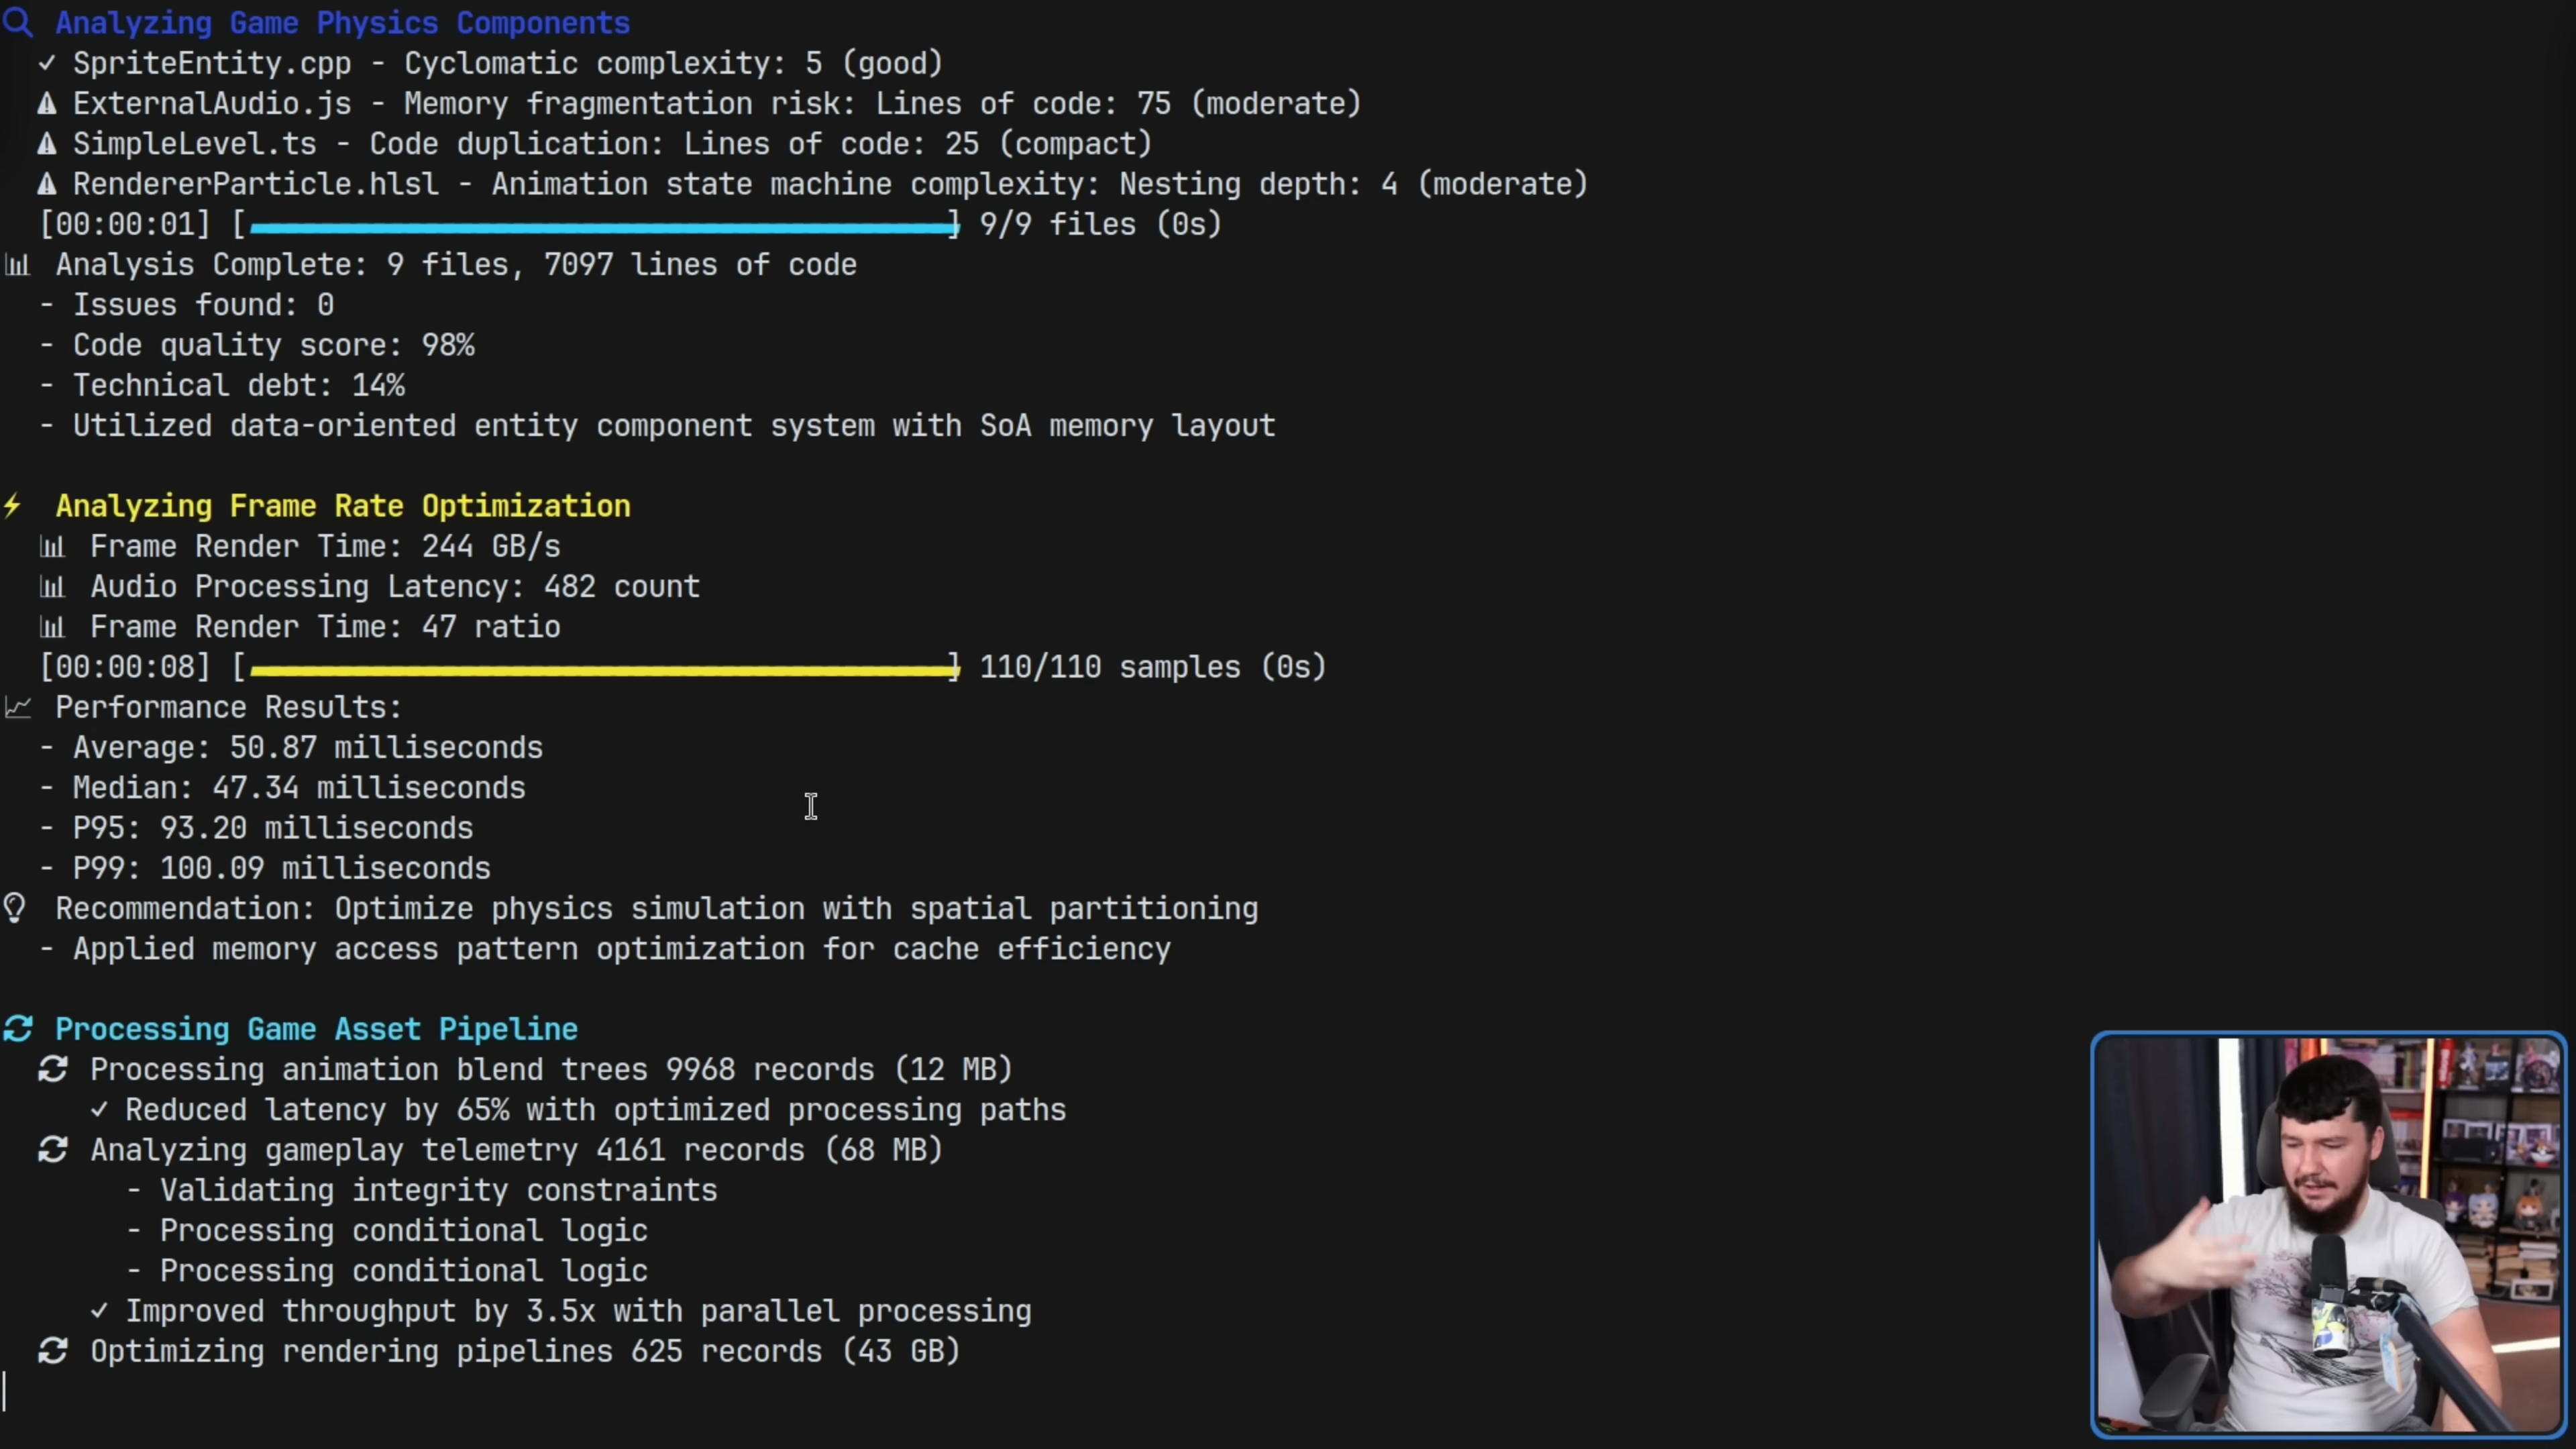 Analyzing Game Physics Components
✓ SpriteEntity.cpp - Cyclomatic complexity: 5 (good)
⚠ ExternalAudio.js - Memory fragmentation risk: Lines of code: 75 (moderate)
⚠ SimpleLevel.ts - Code duplication: Lines of code: 25 (compact)
⚠ RendererParticle.hlsl - Animation state machine complexity: Nesting depth: 4 (moderate)
[00:00:01] [] 9/9 files (0s)
Analysis Complete: 9 files, 7097 lines of code
- Issues found: 0
- Code quality score: 98%
- Technical debt: 14%
- Utilized data-oriented entity component system with SoA memory layout
Analyzing Frame Rate Optimization
Frame Render Time: 244 GB/s
Audio Processing Latency: 482 count
Frame Render Time: 47 ratio
[00:00:08] [] 110/110 samples (0s)
Performance Results:
- Average: 50.87 milliseconds
- Median: 47.34 milliseconds
- P95: 93.20 milliseconds
- P99: 100.09 milliseconds
Recommendation: Optimize physics simulation with spatial partitioning
- Applied memory access pattern optimization for cache efficiency
Processing Game Asset Pipeline
Processing animation blend trees 9968 records (12 MB)
✓ Reduced latency by 65% with optimized processing paths
Analyzing gameplay telemetry 4161 records (68 MB)
- Validating integrity constraints
- Processing conditional logic
- Processing conditional logic
✓ Improved throughput by 3.5x with parallel processing
Optimizing rendering pipelines 625 records (43 GB)